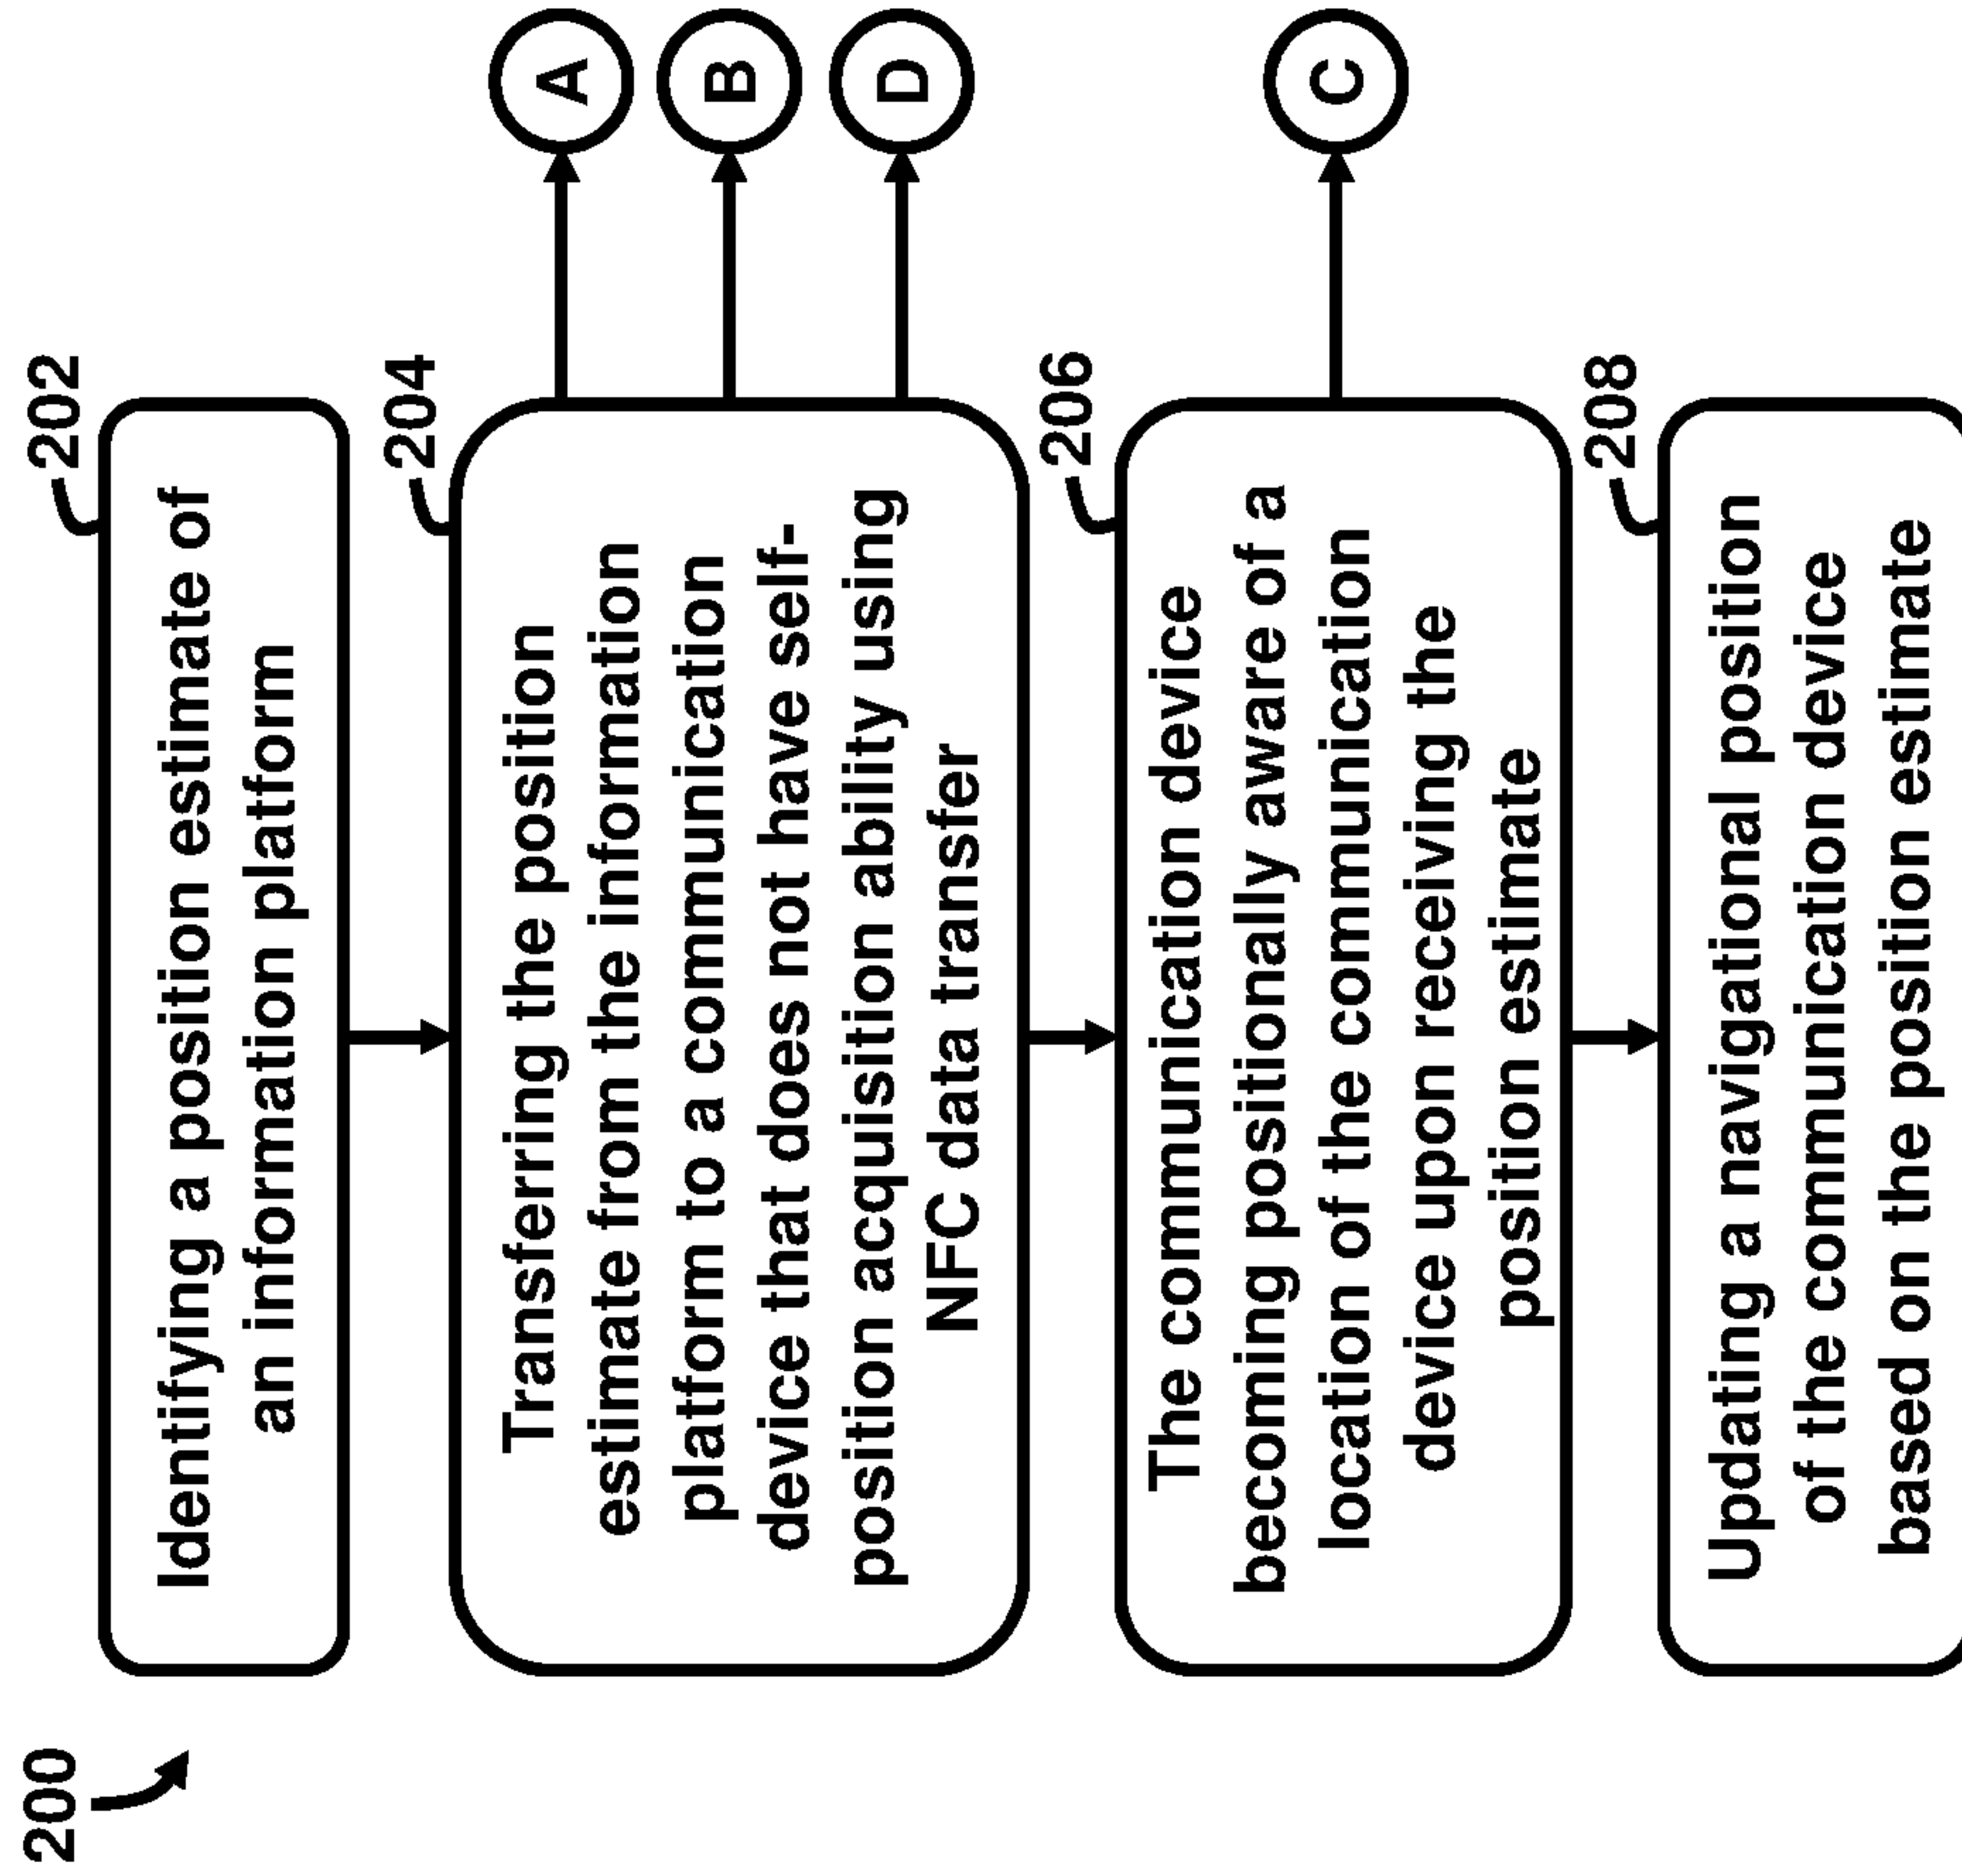 200
202
Identifying a position estimate of
an information platform
204
Transferring the position
estimate from the information
platform to a communication
device that does not have self-
position acquisition ability using
NFC data transfer
A
B
D
206
The communication device
becoming positionally aware of a
location of the communication
device upon receiving the
position estimate
C
208
Updating a navigational position
of the communication device
based on the position estimate